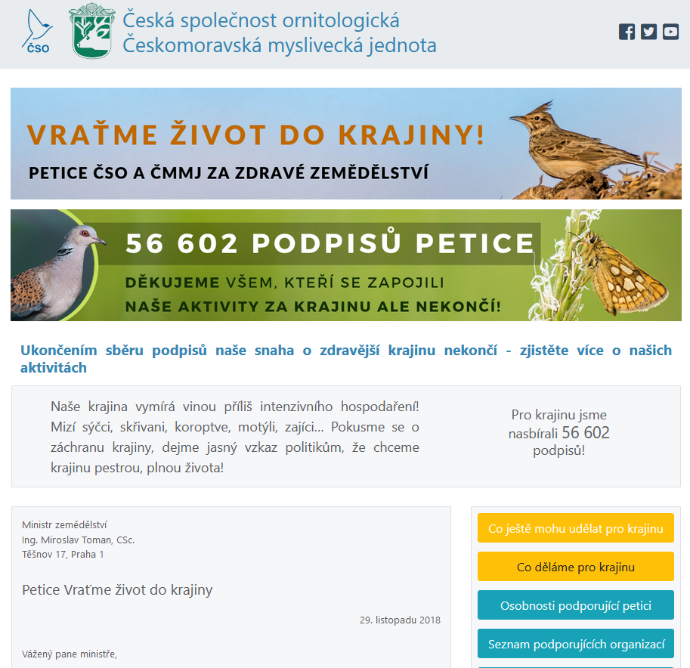 ČSO
Česká společnost ornitologická
Českomoravská myslivecká jednota
VRAŤME ŽIVOT DO KRAJINY!
PETICE ČSO A ČMMJ ZA ZDRAVÉ ZEMĚDĚLSTVÍ
56 602 PODPISŮ PETICE
DĚKUJEME VŠEM, KTEŘÍ SE ZAPOJILI
NAŠE AKTIVITY ZA KRAJINU ALE NEKONČÍ!
Ukončením sběru podpisů naše snaha o zdravější krajinu nekončí - zjistěte více o našich
aktivitách
Naše krajina vymírá vinou příliš intenzivního hospodaření!
Mizí sýčci, skřivani, koroptve, motýli, zajíci... Pokusme se o
záchranu krajiny, dejme jasný vzkaz politikům, že chceme
krajinu pestrou, plnou života!
Pro krajinu jsme
nasbírali 56 602
podpisů!
Ministr zemědělství
Ing. Miroslav Toman, CSc.
Těšnov 17, Praha 1
Petice Vraťme život do krajiny
29. listopadu 2018
Vážený pane ministře,
Co ještě mohu udělat pro krajinu
Co děláme pro krajinu
Osobnosti podporující petici
Seznam podporujících organizací